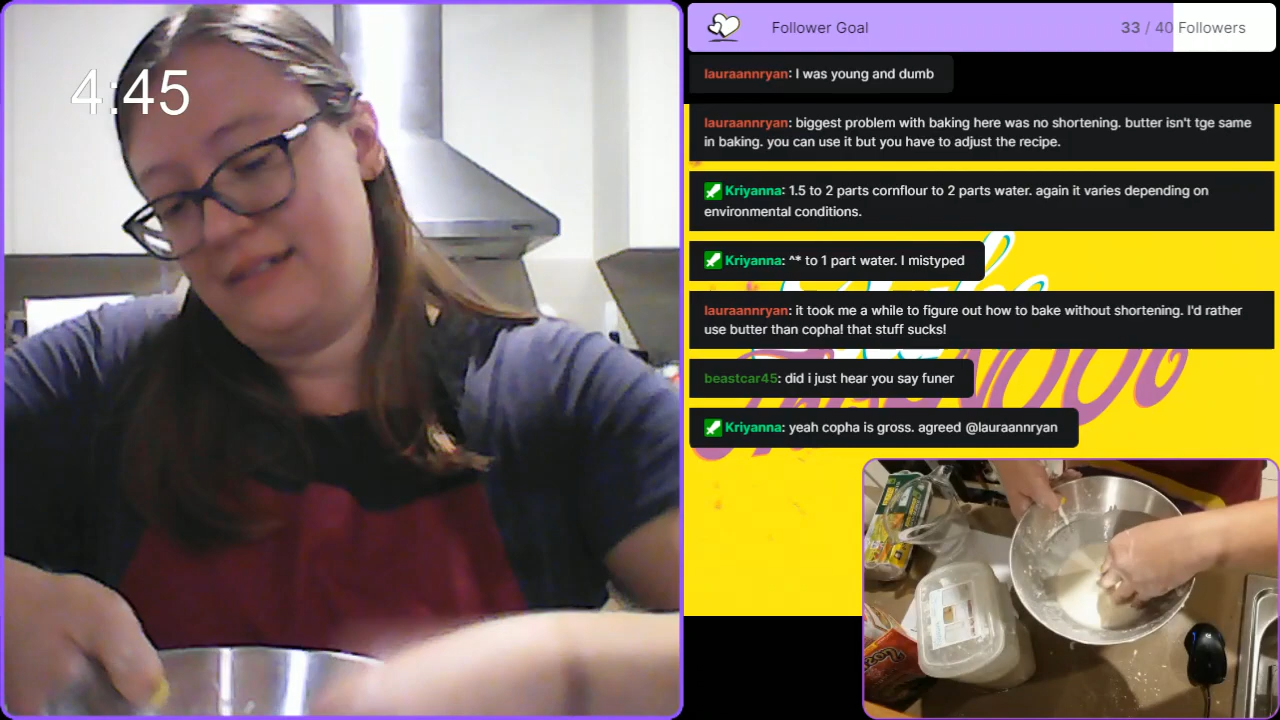 4:45
Follower Goal
33 / 40 Followers
lauraannryan: I was young and dumb
lauraannryan: biggest problem with baking here was no shortening. butter isn't tge same
in baking. you can use it but you have to adjust the recipe.
Kriyanna: 1.5 to 2 parts cornflour to 2 parts water. again it varies depending on
environmental conditions.
Kriyanna: ^* to 1 part water. I mistyped
lauraannryan: it took me a while to figure out how to bake without shortening. I'd rather
use butter than copha! that stuff sucks!
beastcar45: did i just hear you say funer
Kriyanna: yeah copha is gross. agreed @lauraannryan